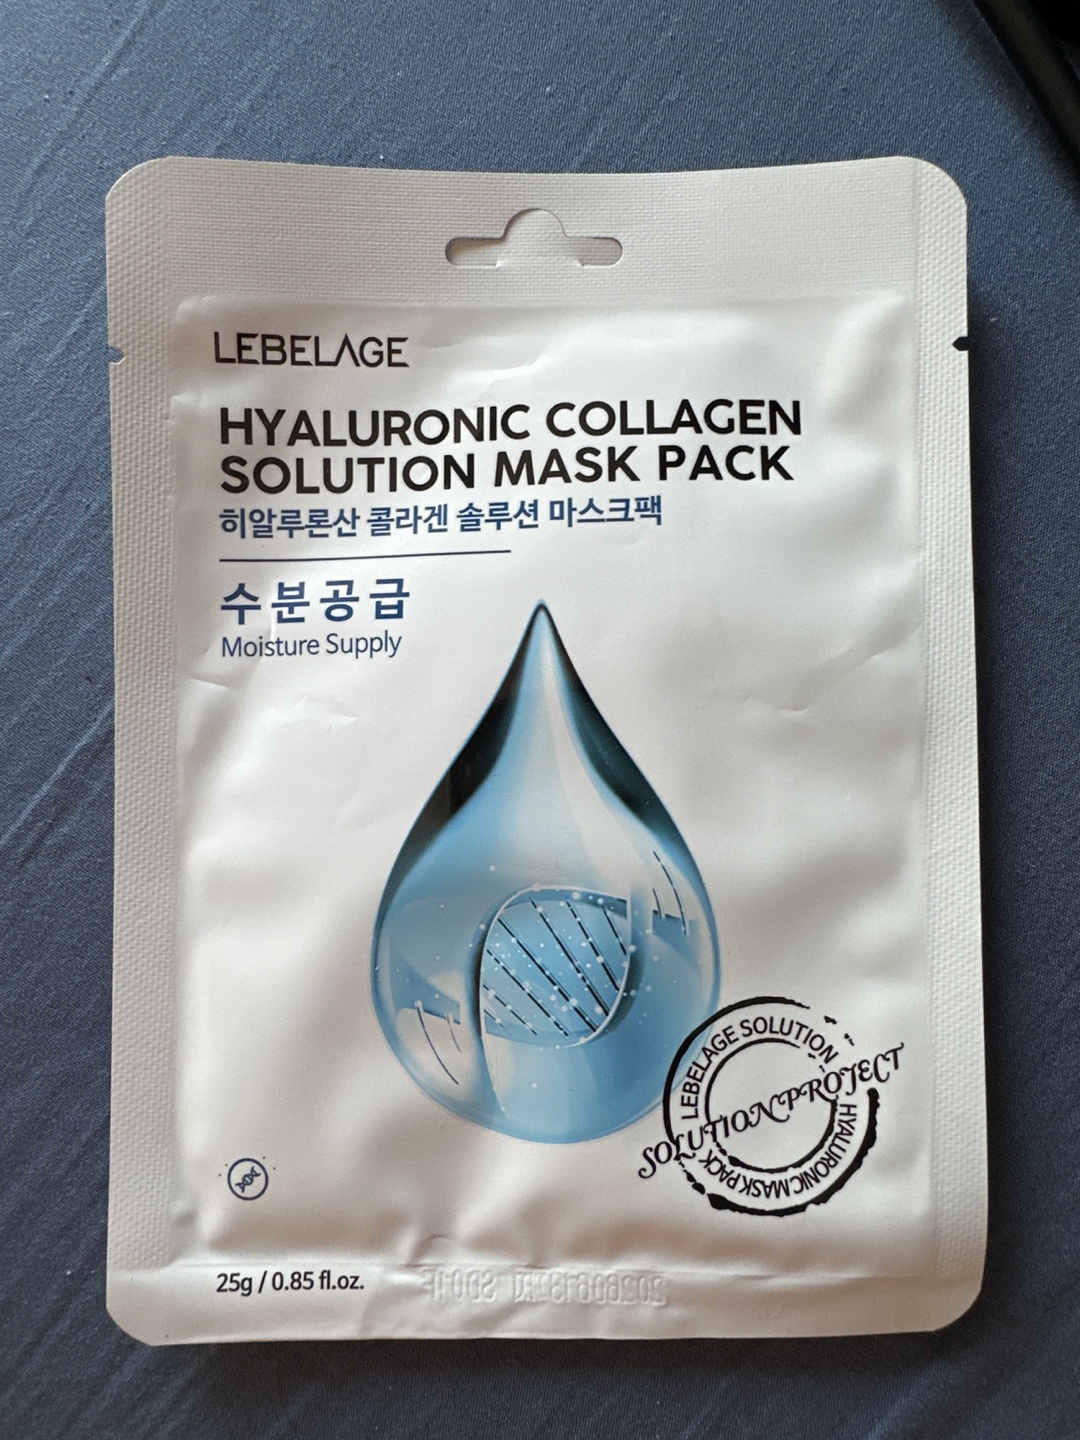 LEBELAGE
HYALURONIC COLLAGEN
SOLUTION MASK PACK
히알루론산 콜라겐 솔루션 마스크팩
수분공급
Moisture Supply
LEBELAGE SOLUTION
HYALURONIC MASK PACK
SOLUTION PROJECT
25g / 0.85 fl.oz.